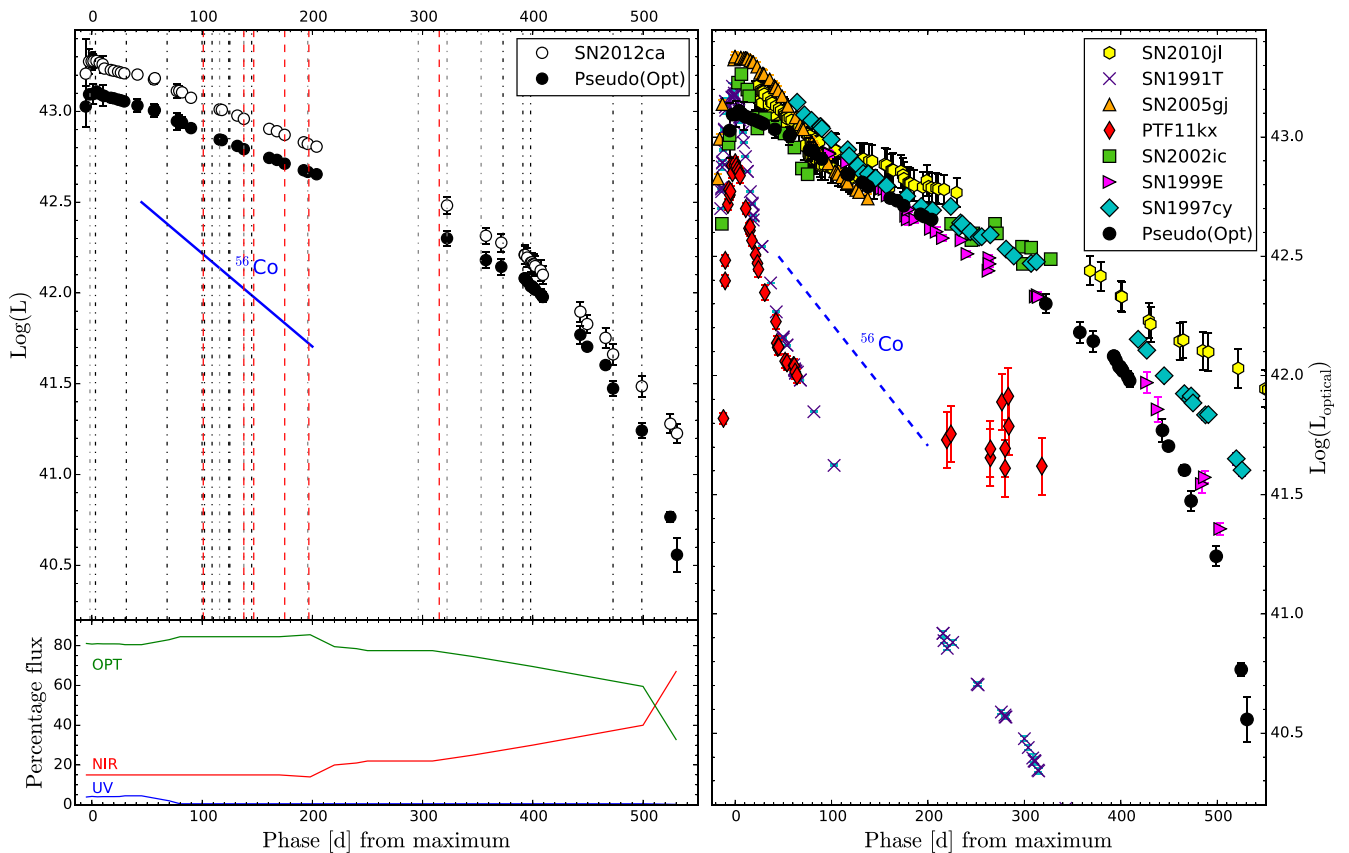 0 100 200 300 400 500
SN2012ca
Pseudo(Opt)
43.0
42.5
42.0
41.5
41.0
40.5
Log(L)
56Co
80
60
40
20
0
Percentage flux
OPT
NIR
UV
0 100 200 300 400 500
Phase [d] from maximum
SN2010jl
SN1991T
SN2005gj
PTF11kx
SN2002ic
SN1999E
SN1997cy
Pseudo(Opt)
56Co
43.0
42.5
42.0
41.5
41.0
40.5
Log(Loptical)
0 100 200 300 400 500
Phase [d] from maximum